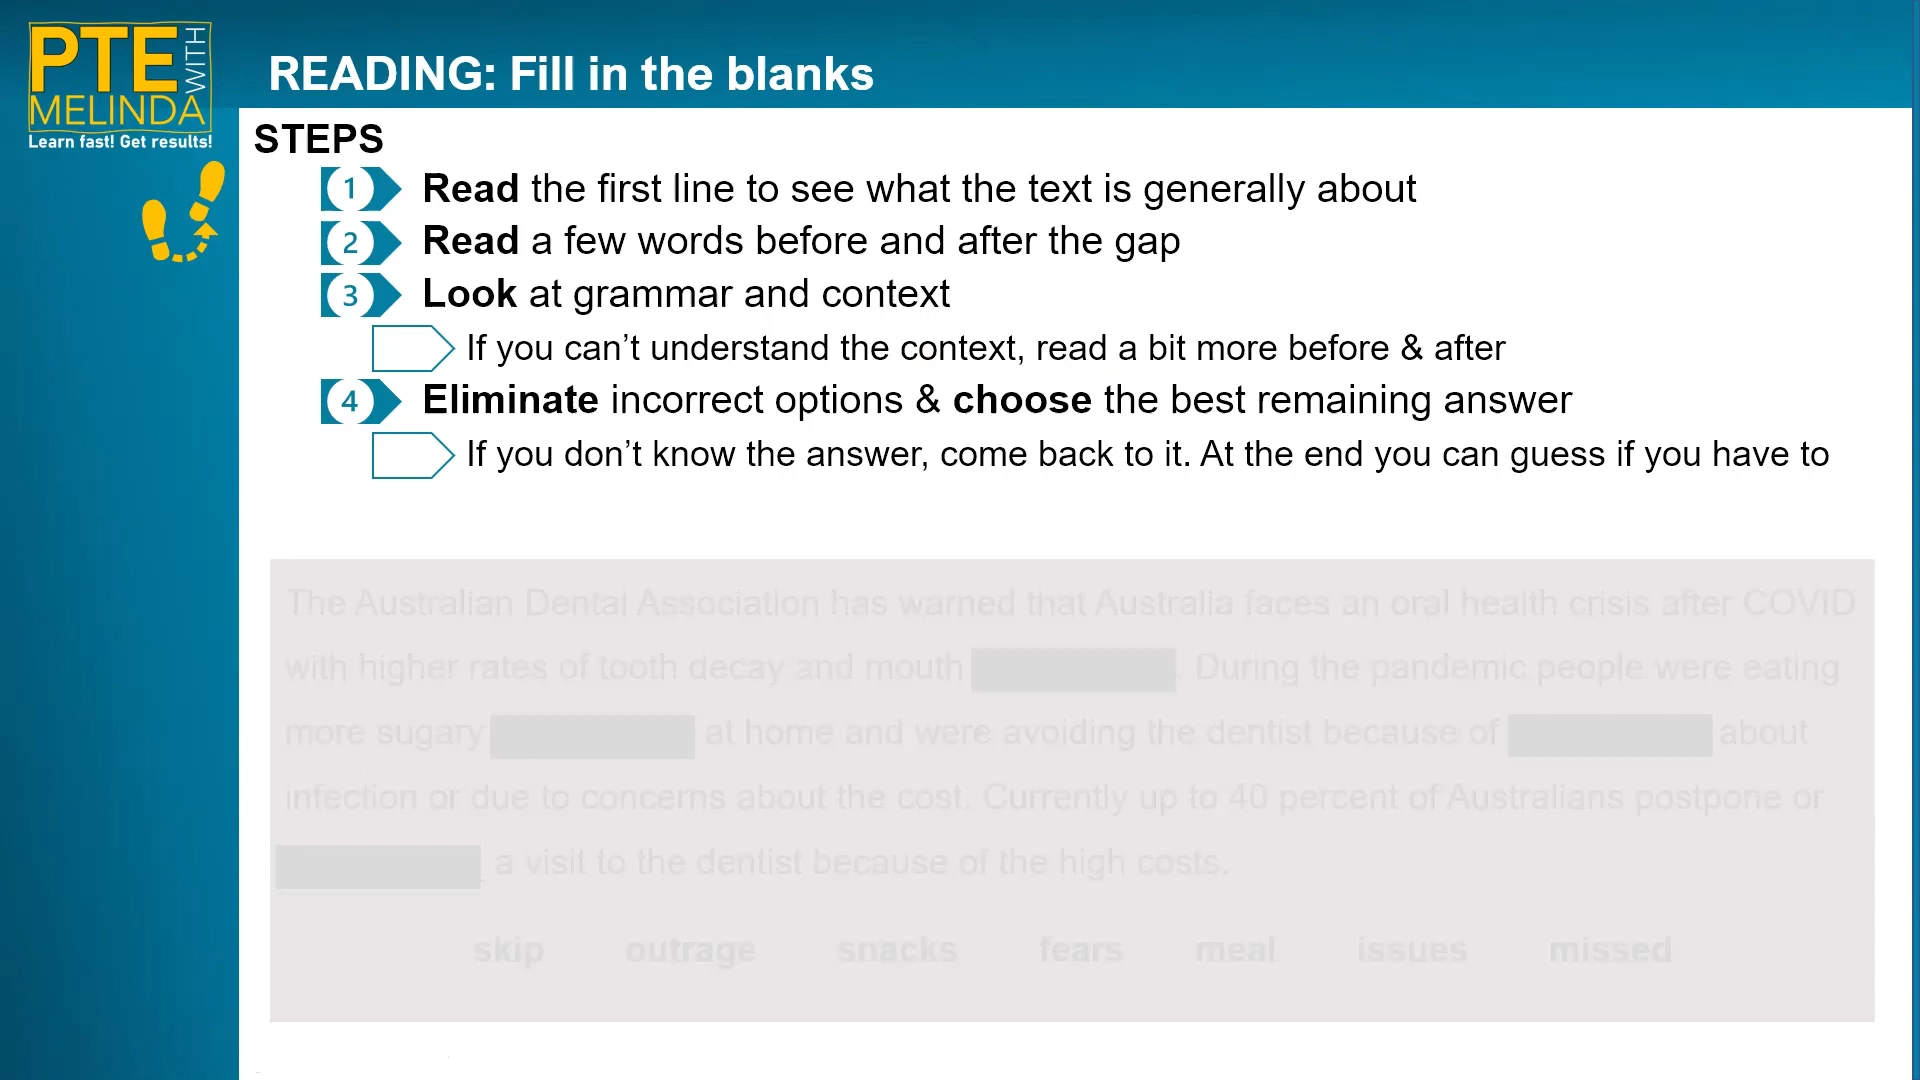 PTE WITH
MELINDA
Learn fast! Get results!
READING: Fill in the blanks
STEPS
1 Read the first line to see what the text is generally about
2 Read a few words before and after the gap
3 Look at grammar and context
If you can’t understand the context, read a bit more before & after
4 Eliminate incorrect options & choose the best remaining answer
If you don’t know the answer, come back to it. At the end you can guess if you have to
The Australian Dental Association has warned that Australia faces an oral health crisis after COVID
with higher rates of tooth decay and mouth . During the pandemic people were eating
more sugary at home and were avoiding the dentist because of about
infection or due to concerns about the cost. Currently up to 40 percent of Australians postpone or
a visit to the dentist because of the high costs.
skip outrage snacks fears meal issues missed